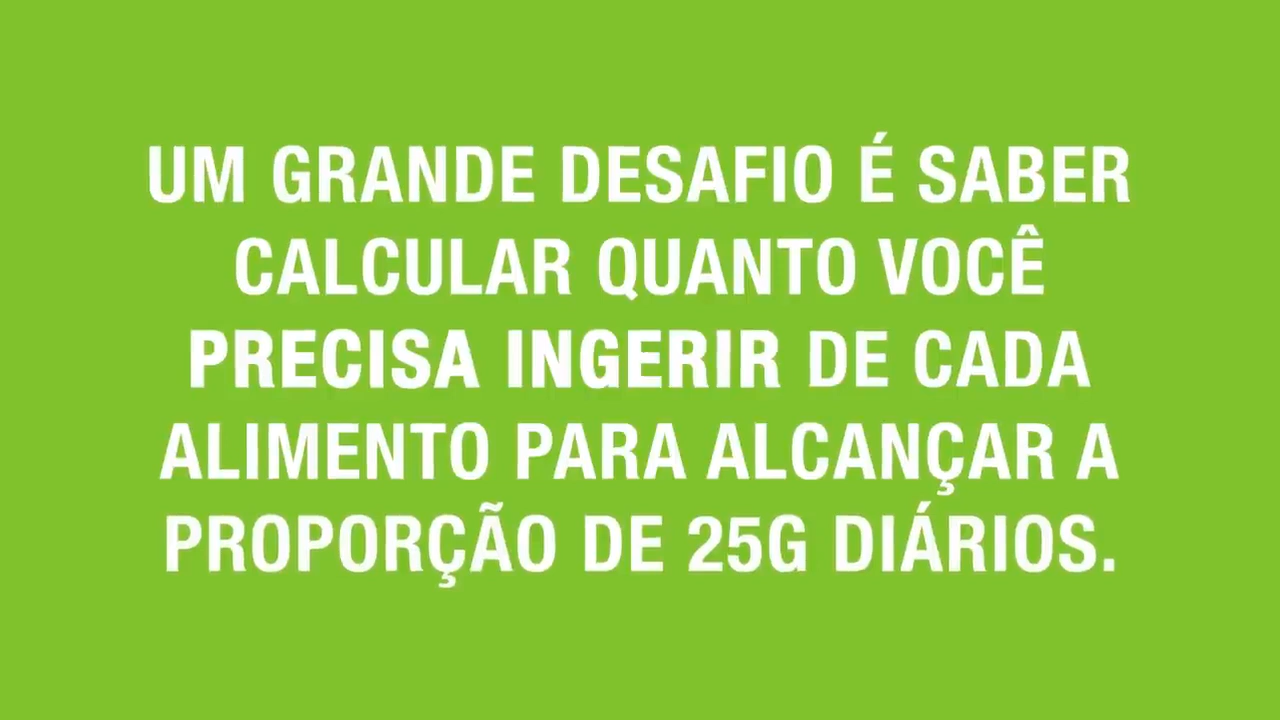 UM GRANDE DESAFIO É SABER
CALCULAR QUANTO VOCÊ
PRECISA INGERIR DE CADA
ALIMENTO PARA ALCANÇAR A
PROPORÇÃO DE 25G DIÁRIOS.